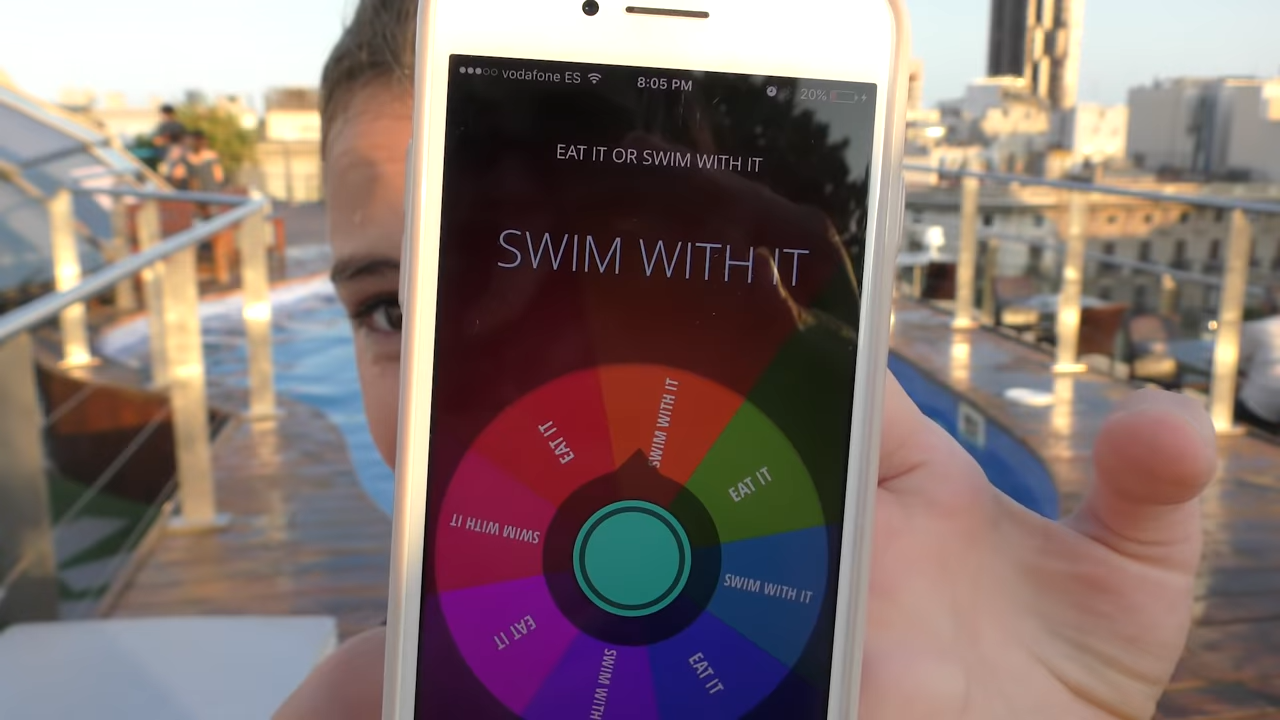 vodafone ES
8:05 PM
20%
EAT IT OR SWIM WITH IT
SWIM WITH IT
SWIM WITH IT
EAT IT
EAT IT
SWIM WITH IT
SWIM WITH IT
EAT IT
EAT IT
SWIM WITH